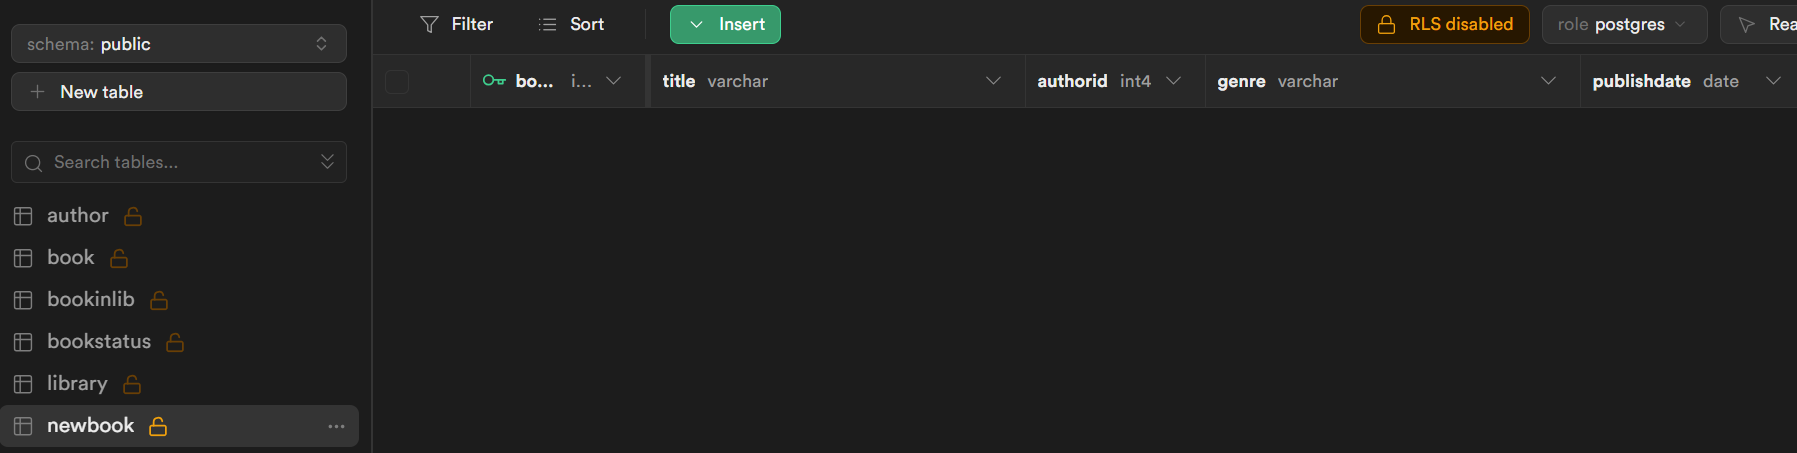 schema: public
New table
Search tables...
author
book
bookinlib
bookstatus
library
newbook
Filter Sort Insert RLS disabled role postgres Rea
bo... i... title varchar authorid int4 genre varchar publishdate date